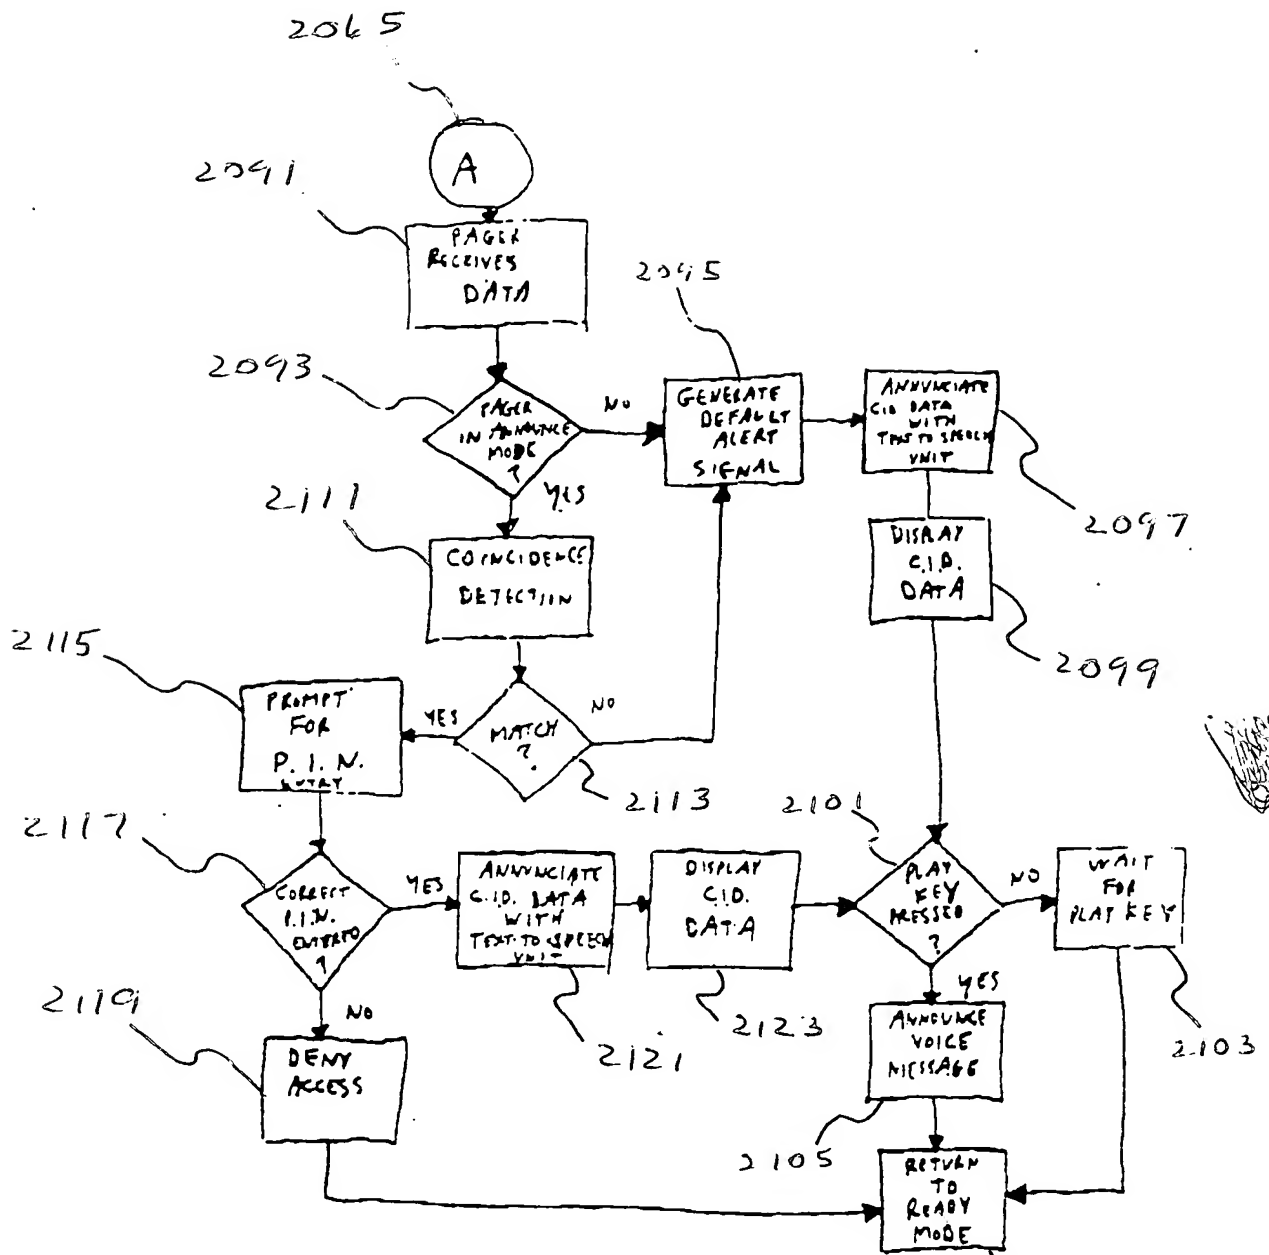 2065
A
2091
PAGER
RECEIVES
DATA
2095
2093
PAGER
IN ANNOUNCE
MODE
?
NO
GENERATE
DEFAULT
ALERT
SIGNAL
ANNUNCIATE
CID DATA
WITH
TEXT TO SPEECH
UNIT
2097
YES
2111
COINCIDENCE
DETECTION
DISPLAY
C.I.D.
DATA
2099
2115
PROMPT
FOR
P. I. N.
ENTRY
YES
MATCH
?
NO
2113
2101
2117
CORRECT
P.I.N.
ENTERED
?
YES
ANNUNCIATE
C.I.D. DATA
WITH
TEXT TO SPEECH
UNIT
2121
DISPLAY
C.I.D.
DATA
2123
PLAY
KEY
PRESSED
?
NO
WAIT
FOR
PLAY KEY
2103
NO
YES
2119
DENY
ACCESS
ANNOUNCE
VOICE
MESSAGE
2105
RETURN
TO
READY
MODE